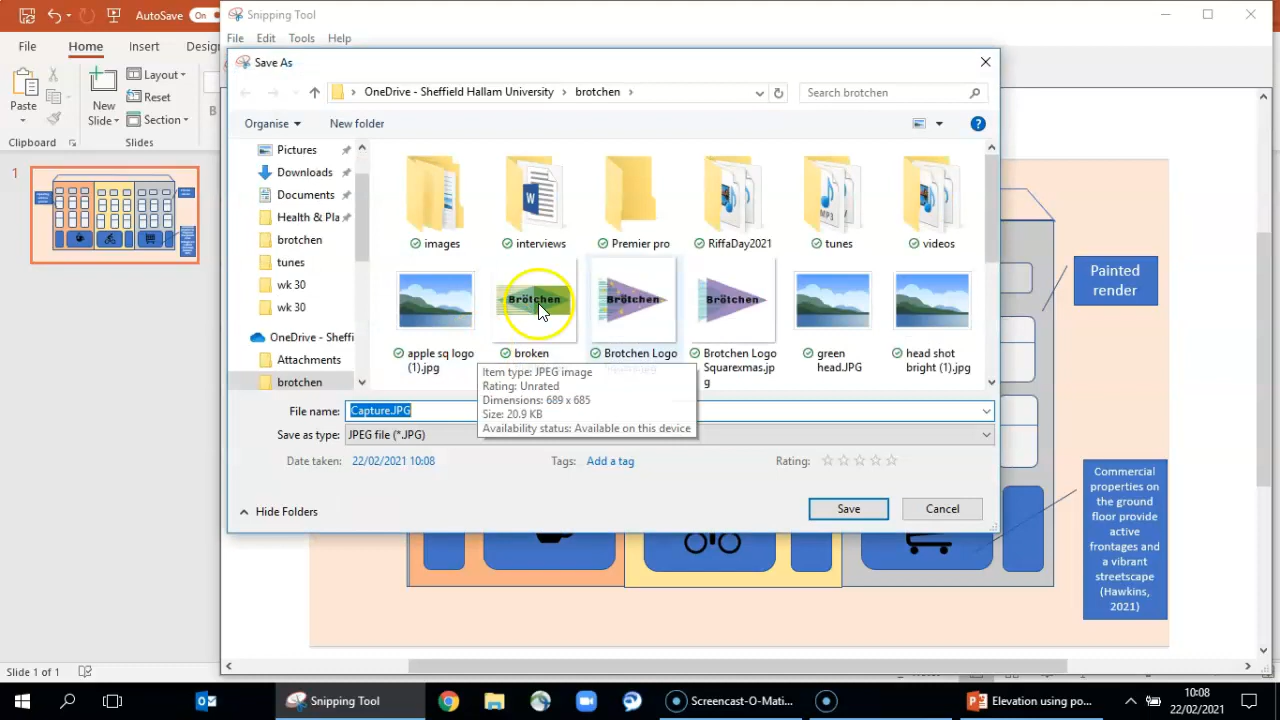 AutoSave
On
Snipping Tool
File
Home
Insert
Desig
File
Edit
Tools
Help
Paste
New
Slide
Layout
Reset
Section
B
Clipboard
Slides
1
Save As
OneDrive - Sheffield Hallam University
brotchen
Search brotchen
Organise
New folder
Pictures
Downloads
Documents
Health & Pla
brotchen
tunes
wk 30
wk 30
OneDrive - Sheffi
Attachments
brotchen
images
interviews
Premier pro
RiffaDay2021
tunes
videos
W
MP3
Brötchen
Brötchen
Brötchen
apple sq logo
(1).jpg
broken
Brotchen Logo
Brotchen Logo
Squarexmas.jp
g
green
head.JPG
head shot
bright (1).jpg
Item type: JPEG image
Rating: Unrated
Dimensions: 689 x 685
Size: 20.9 KB
Availability status: Available on this device
File name:
Capture.JPG
Save as type:
JPEG file (*.JPG)
Date taken:
22/02/2021 10:08
Tags:
Add a tag
Rating:
Hide Folders
Save
Cancel
Painted
render
Commercial
properties on
the ground
floor provide
active
frontages and
a vibrant
streetscape
(Hawkins,
2021)
Slide 1 of 1
Snipping Tool
Screencast-O-Mati...
Elevation using po...
10:08
22/02/2021